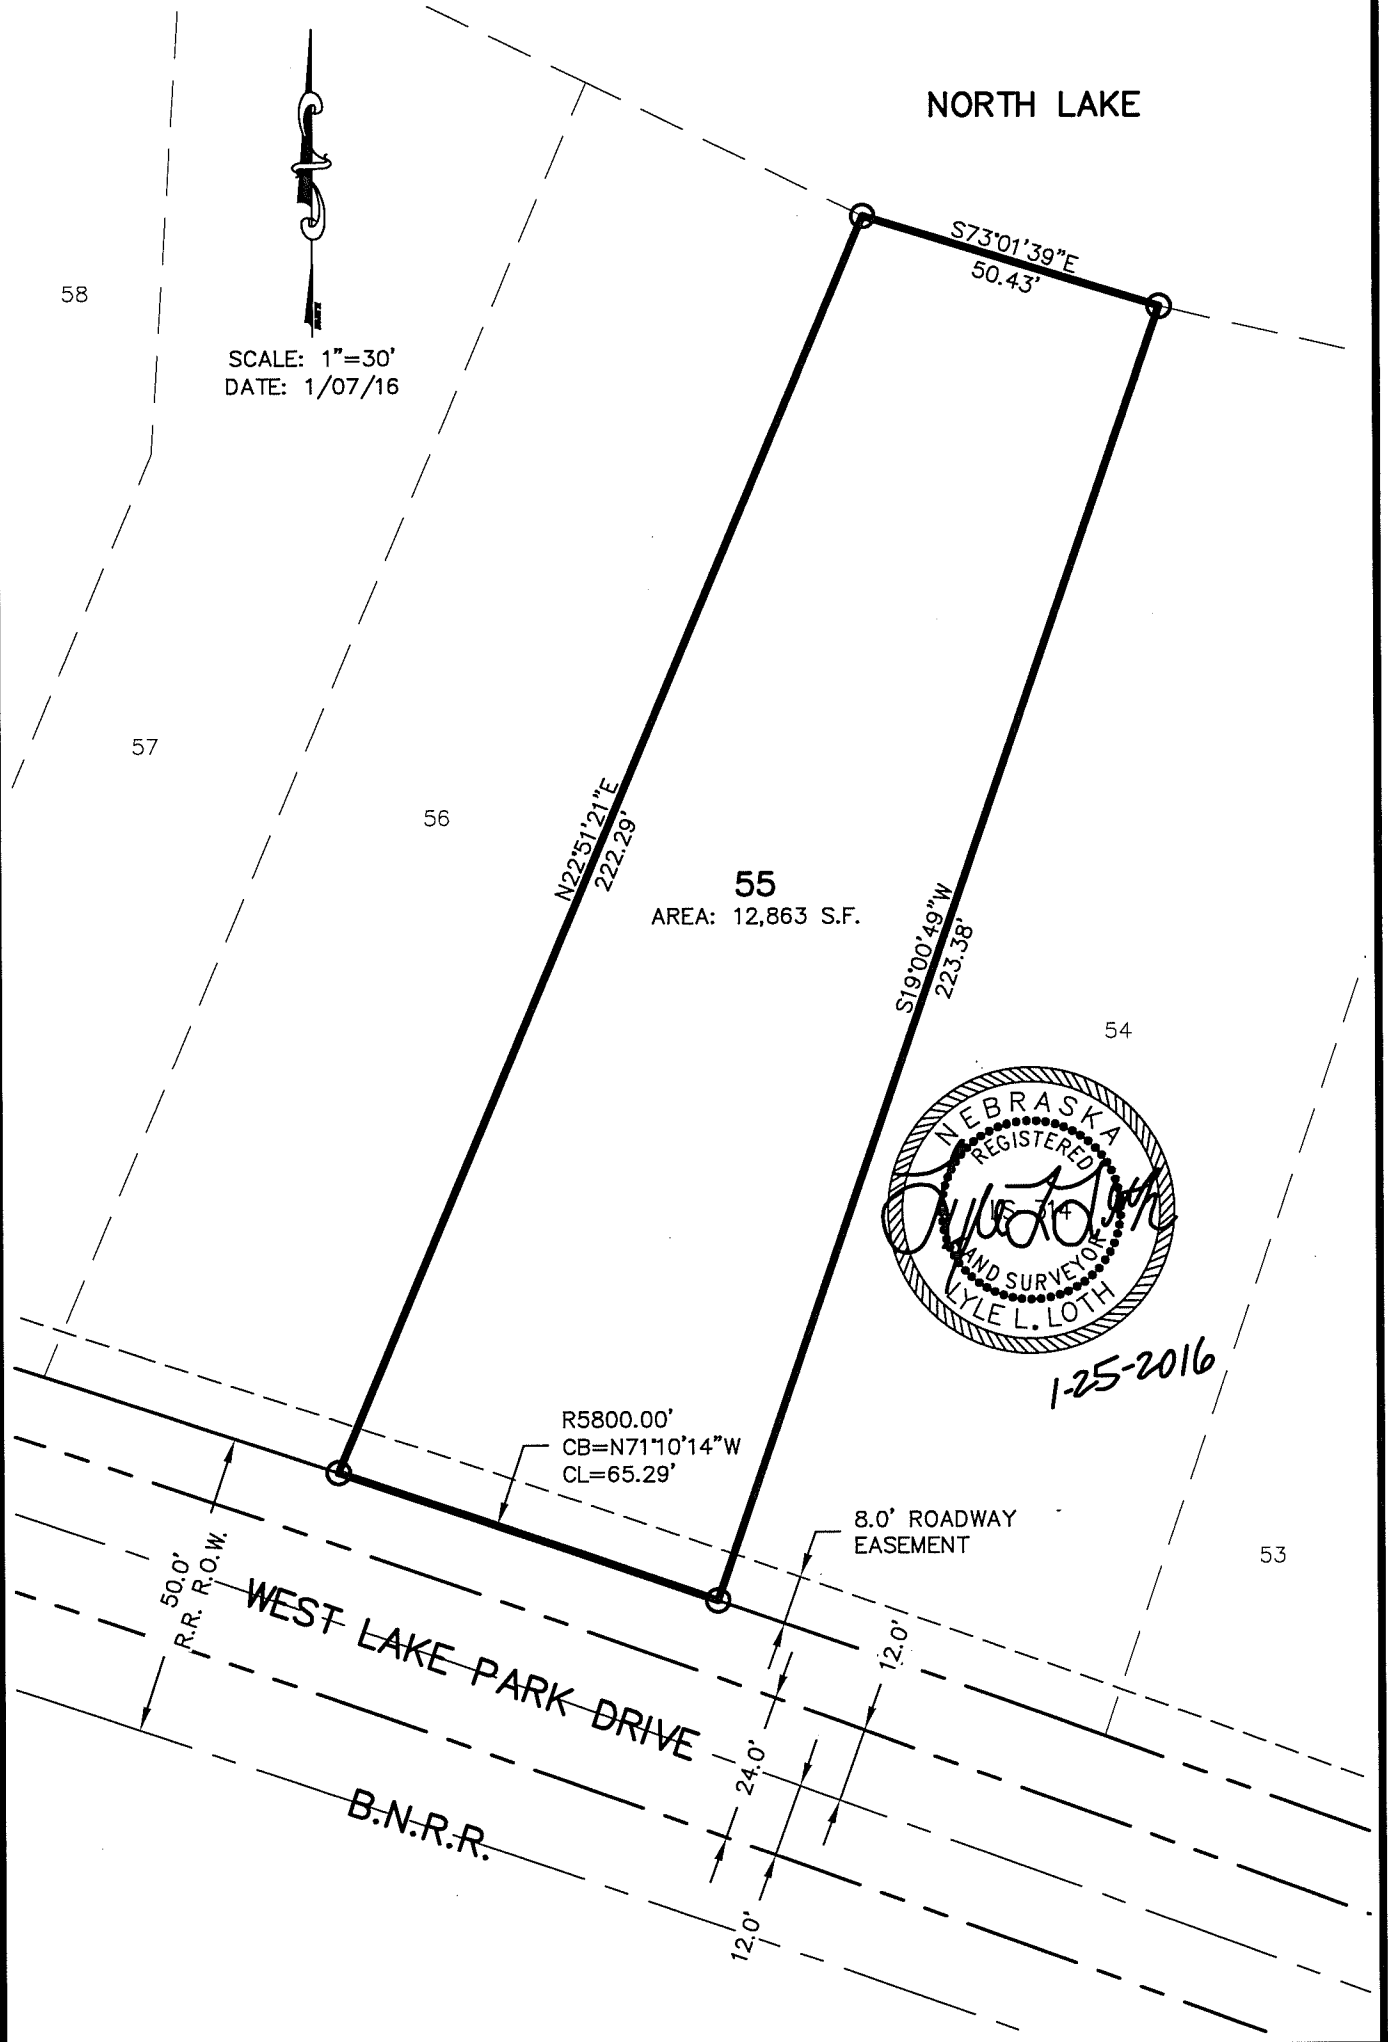 NORTH LAKE
S73°01'39"E
50.43'
58
SCALE: 1"=30'
DATE: 1/07/16
57
56
N22°51'21"E
222.29'
55
AREA: 12,863 S.F.
S19°00'49"W
223.38'
54
NEBRASKA
REGISTERED
LS-314
LAND SURVEYOR
LYLE L. LOTH
1-25-2016
R5800.00'
CB=N71°10'14"W
CL=65.29'
8.0' ROADWAY
EASEMENT
53
50.0'
R.R. R.O.W.
WEST LAKE PARK DRIVE
12.0'
24.0'
B.N.R.R.
12.0'